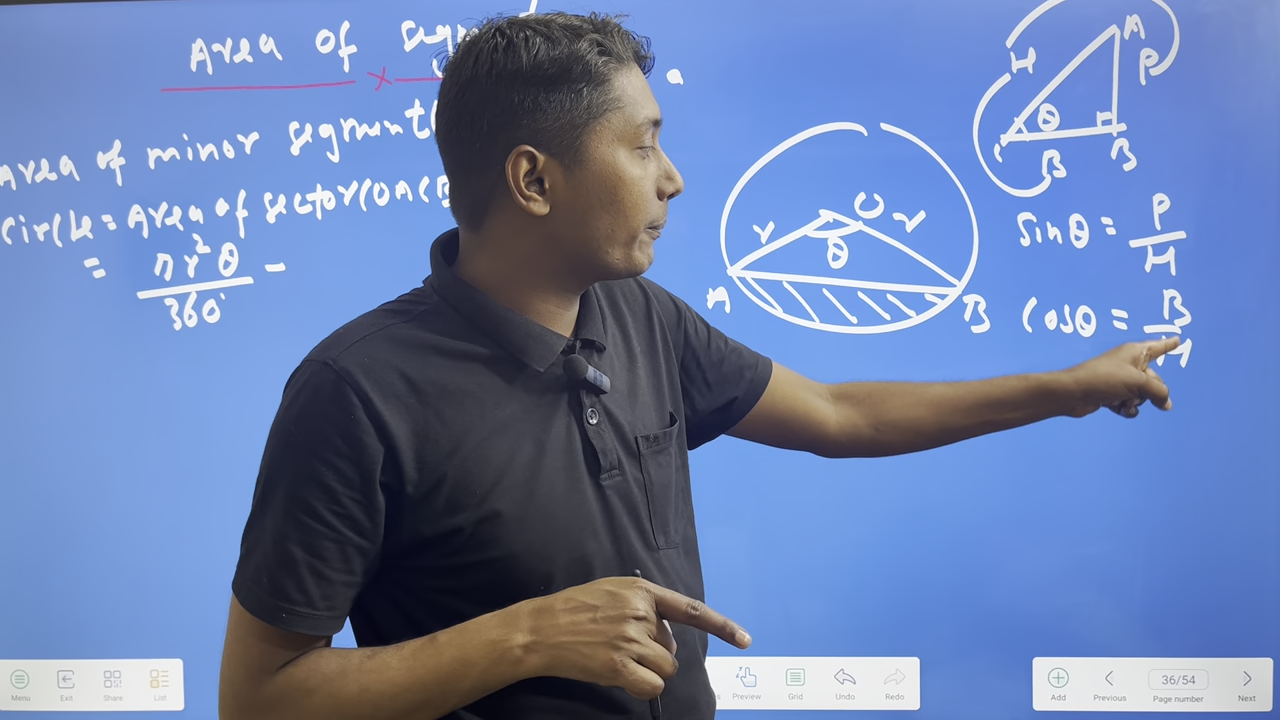 Area of
Area of minor segment
Circle = Area of sector(OACB
= πr²θ/360° -
a
r
O
r
θ
A
B
H
A
P
θ
C
B
B
sinθ = P/H
Cosθ = B/H
Menu
Exit
Share
List
Preview
Grid
Undo
Redo
Add
Previous
36/54
Page number
Next